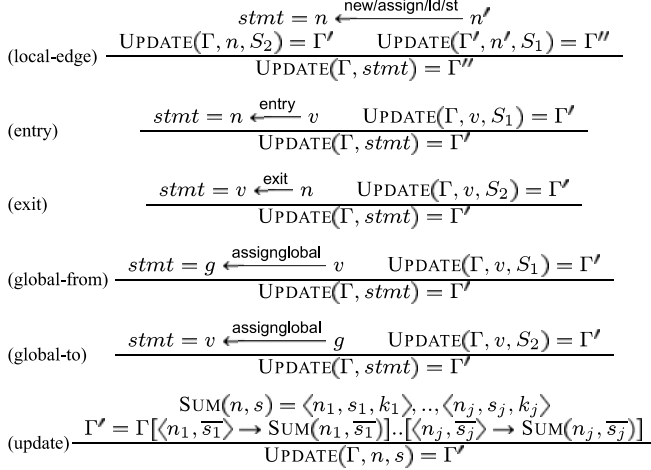 stmt = n ←new/assign/ld/st n′
(local-edge) UPDATE(Γ, n, S₂) = Γ′ UPDATE(Γ′, n′, S₁) = Γ″
UPDATE(Γ, stmt) = Γ″
(entry) stmt = n ←entry v UPDATE(Γ, v, S₁) = Γ′
UPDATE(Γ, stmt) = Γ′
(exit) stmt = v ←exit n UPDATE(Γ, v, S₂) = Γ′
UPDATE(Γ, stmt) = Γ′
(global-from) stmt = g ←assignglobal v UPDATE(Γ, v, S₁) = Γ′
UPDATE(Γ, stmt) = Γ′
(global-to) stmt = v ←assignglobal g UPDATE(Γ, v, S₂) = Γ′
UPDATE(Γ, stmt) = Γ′
SUM(n, s) = ⟨n₁, s₁, k₁⟩, .., ⟨nⱼ, sⱼ, kⱼ⟩
(update) Γ′ = Γ[⟨n₁, s̅₁⟩ → SUM(n₁, s̅₁)]..[⟨nⱼ, s̅ⱼ⟩ → SUM(nⱼ, s̅ⱼ)]
UPDATE(Γ, n, s) = Γ′